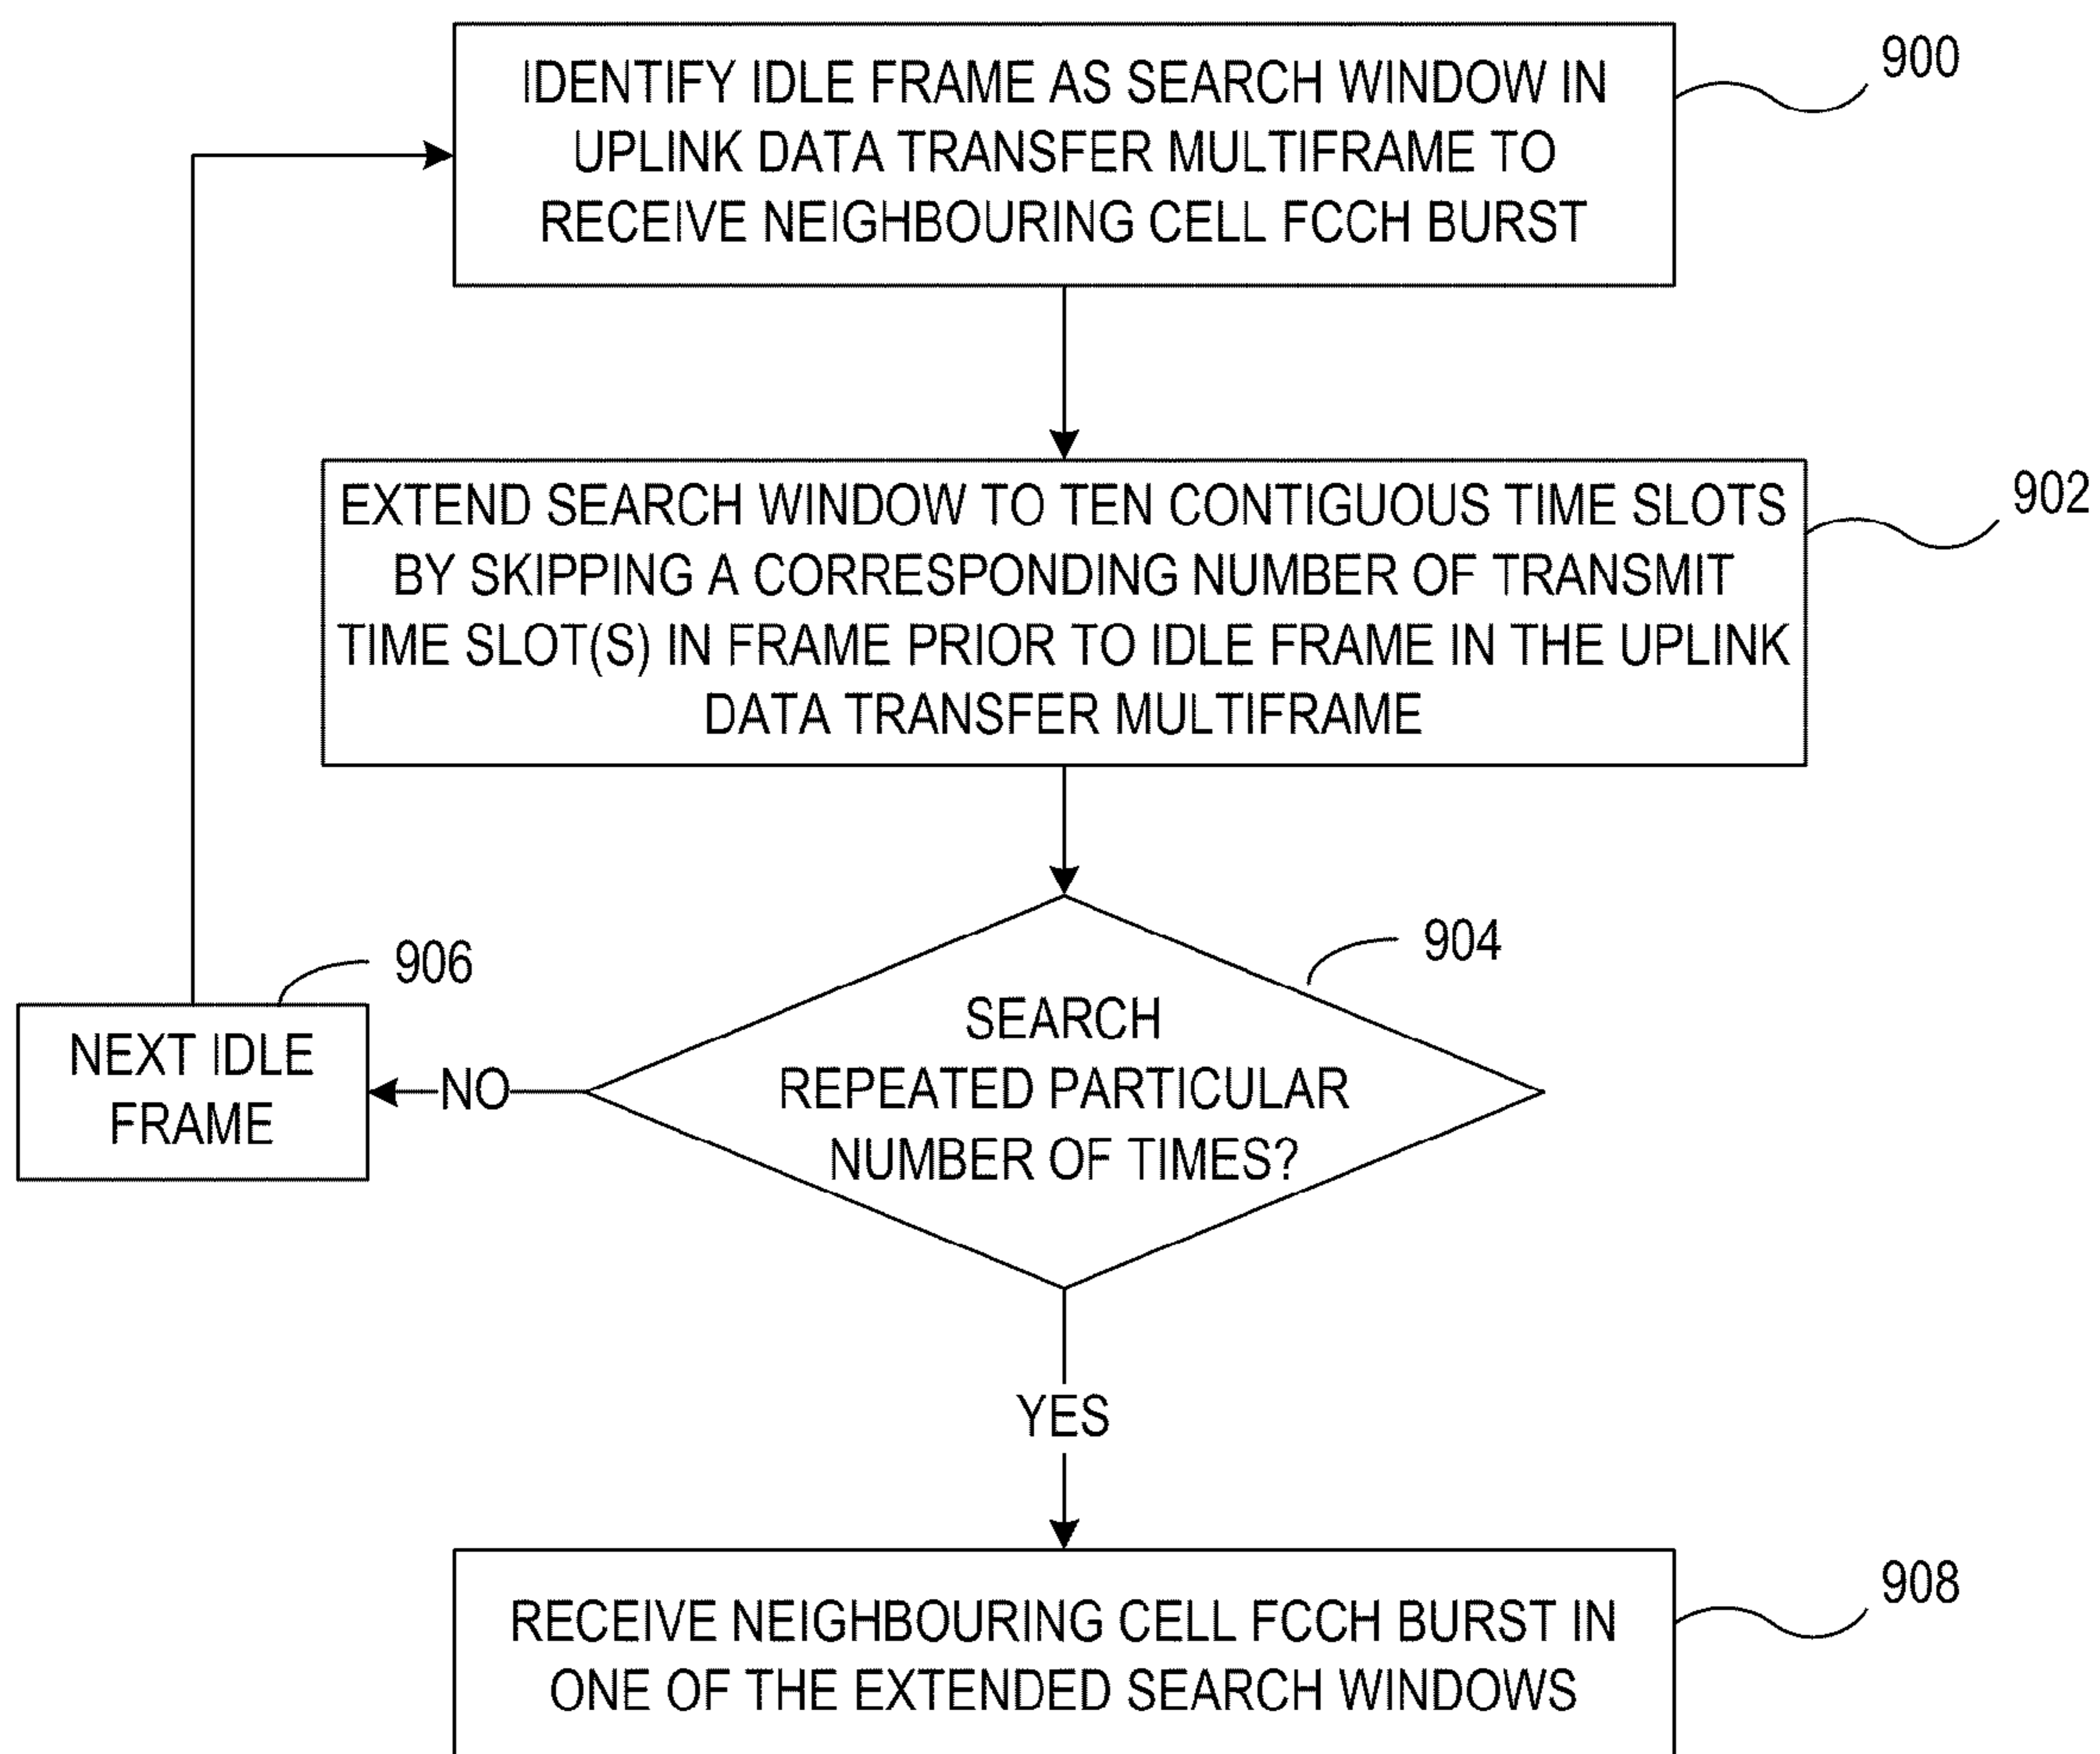 IDENTIFY IDLE FRAME AS SEARCH WINDOW IN
UPLINK DATA TRANSFER MULTIFRAME TO
RECEIVE NEIGHBOURING CELL FCCH BURST
900
EXTEND SEARCH WINDOW TO TEN CONTIGUOUS TIME SLOTS
BY SKIPPING A CORRESPONDING NUMBER OF TRANSMIT
TIME SLOT(S) IN FRAME PRIOR TO IDLE FRAME IN THE UPLINK
DATA TRANSFER MULTIFRAME
902
SEARCH
REPEATED PARTICULAR
NUMBER OF TIMES?
904
NO
NEXT IDLE
FRAME
906
YES
RECEIVE NEIGHBOURING CELL FCCH BURST IN
ONE OF THE EXTENDED SEARCH WINDOWS
908